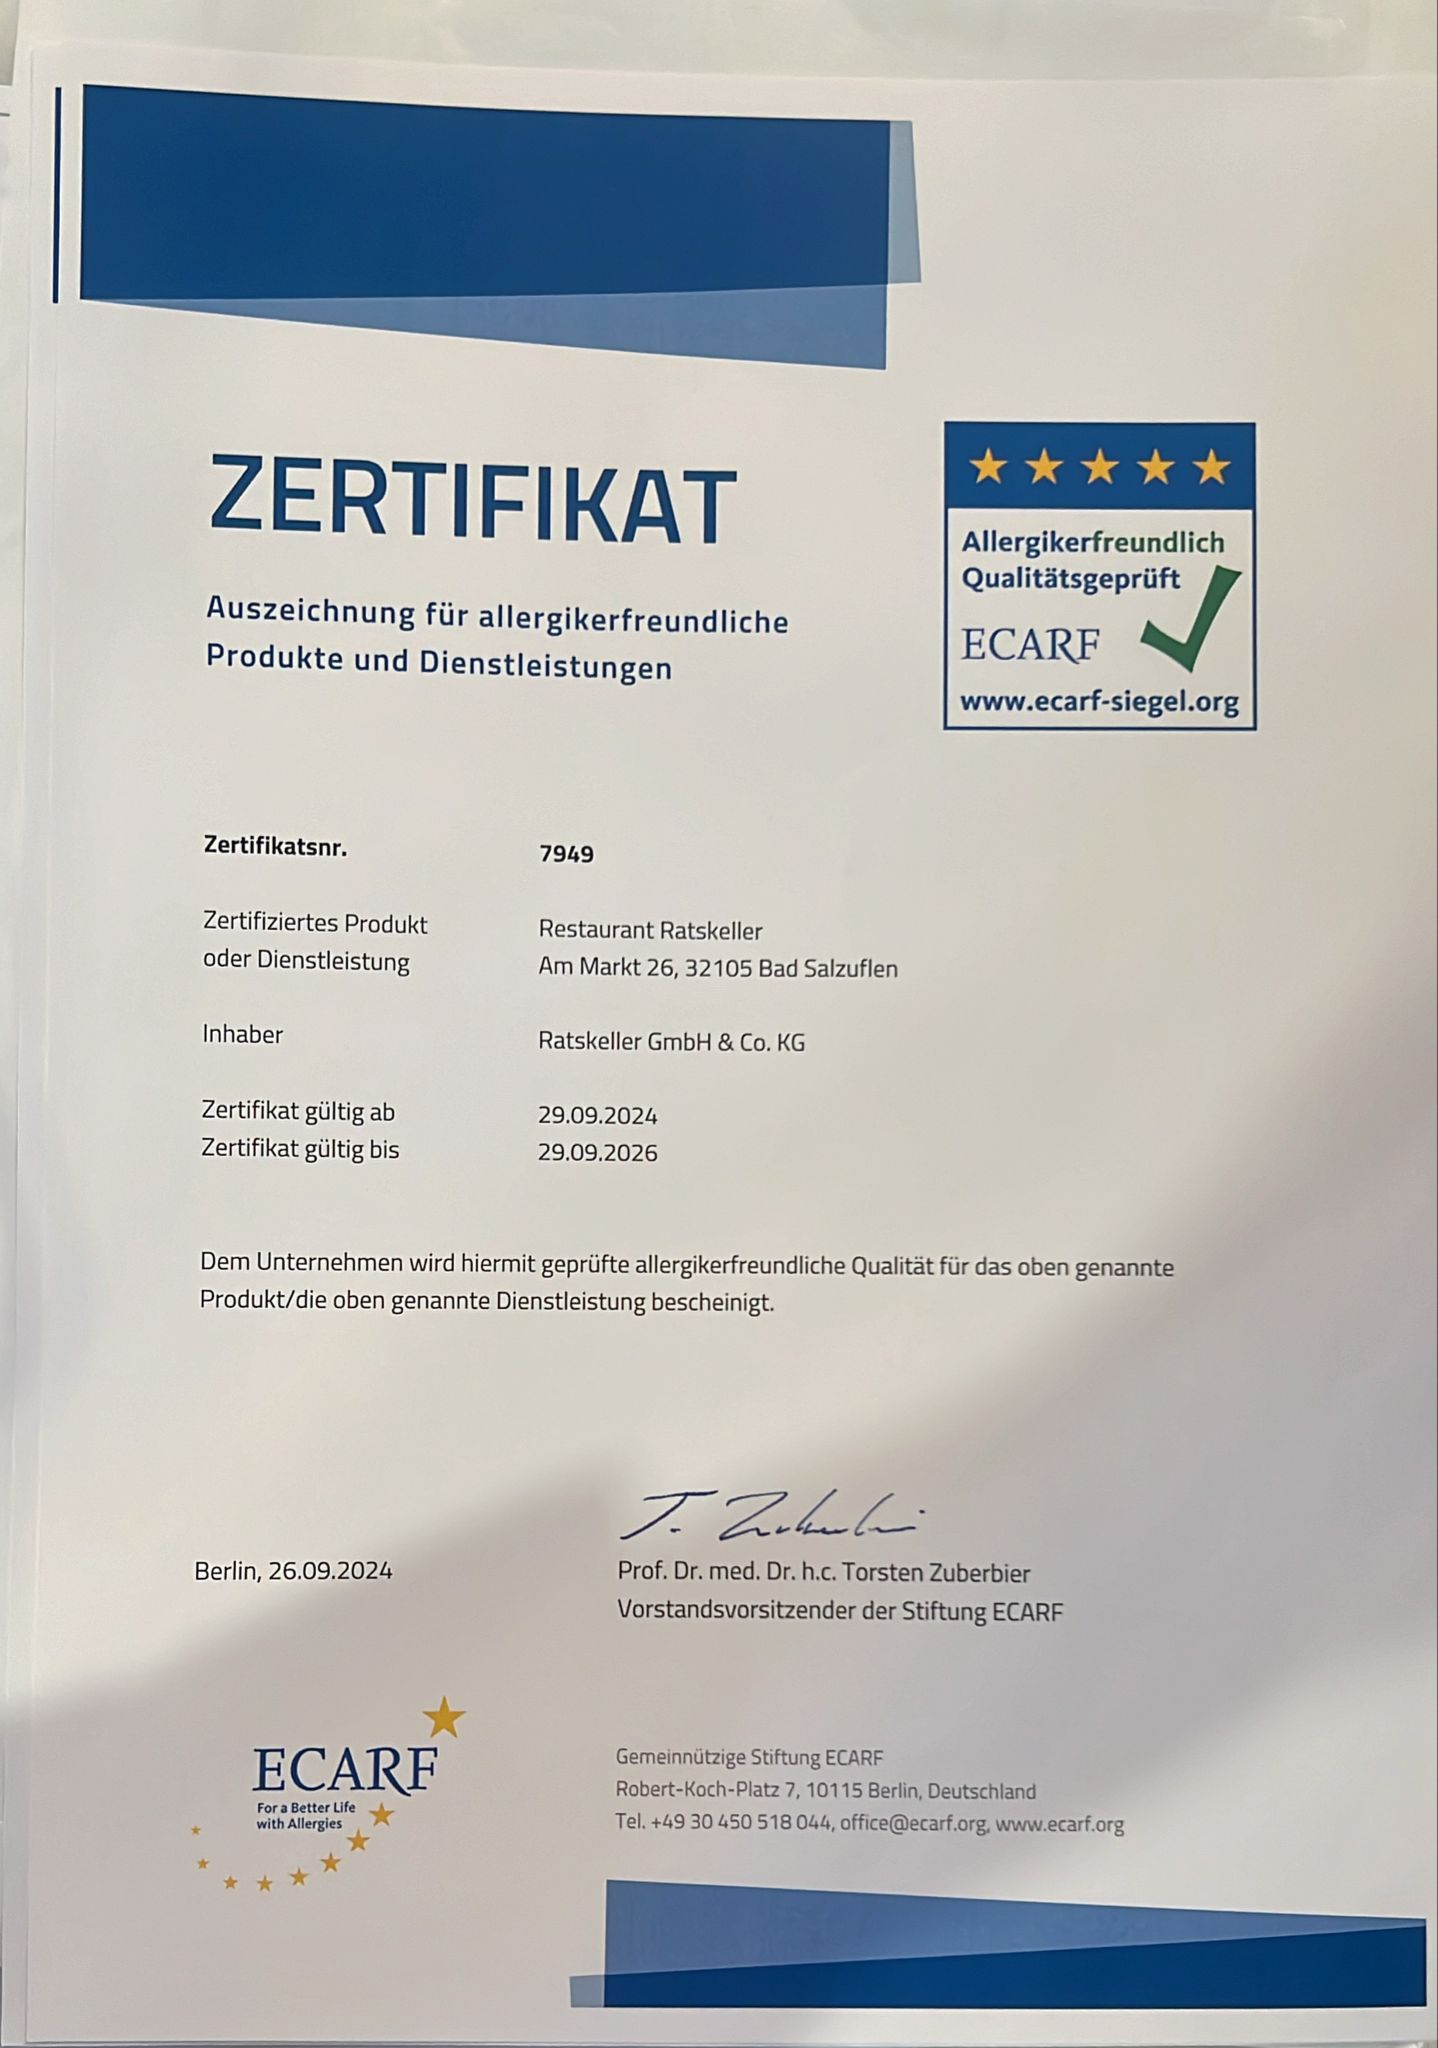 ZERTIFIKAT
Auszeichnung für allergikerfreundliche
Produkte und Dienstleistungen
Allergikerfreundlich
Qualitätsgeprüft
ECARF
www.ecarf-siegel.org
Zertifikatsnr. 7949
Zertifiziertes Produkt Restaurant Ratskeller
oder Dienstleistung Am Markt 26, 32105 Bad Salzuflen
Inhaber Ratskeller GmbH & Co. KG
Zertifikat gültig ab 29.09.2024
Zertifikat gültig bis 29.09.2026
Dem Unternehmen wird hiermit geprüfte allergikerfreundliche Qualität für das oben genannte
Produkt/die oben genannte Dienstleistung bescheinigt.
T. Zuberbier
Berlin, 26.09.2024 Prof. Dr. med. Dr. h.c. Torsten Zuberbier
Vorstandsvorsitzender der Stiftung ECARF
ECARF
For a Better Life
with Allergies
Gemeinnützige Stiftung ECARF
Robert-Koch-Platz 7, 10115 Berlin, Deutschland
Tel. +49 30 450 518 044, office@ecarf.org, www.ecarf.org